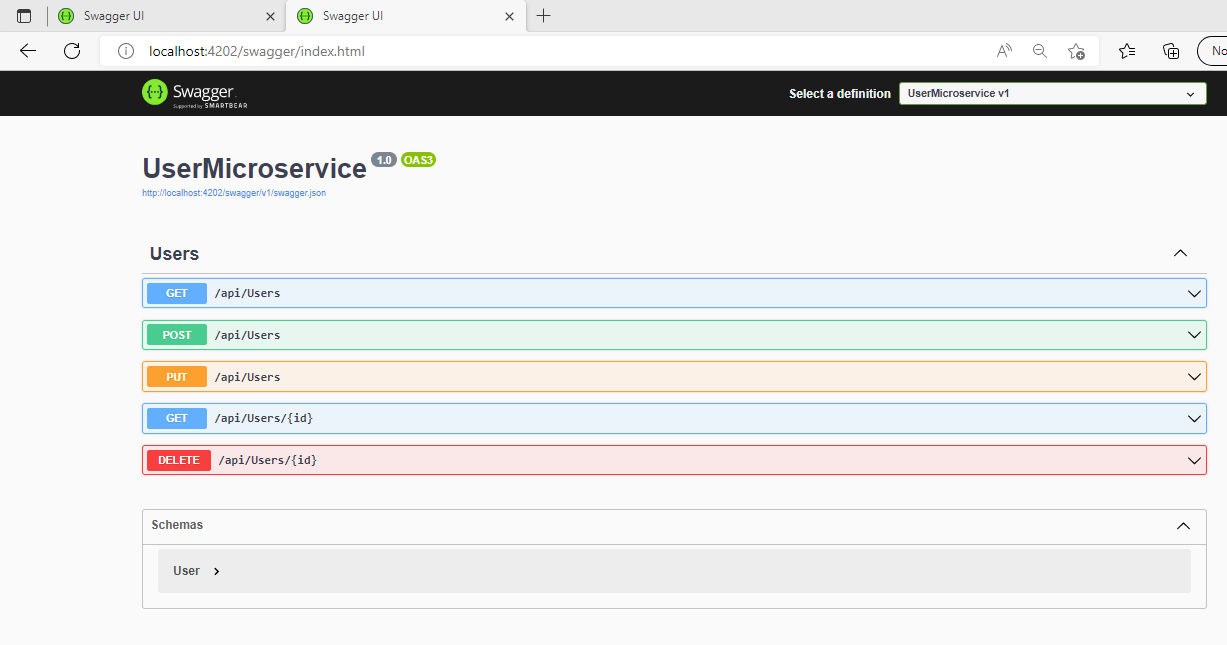 Swagger UI
Swagger UI
localhost:4202/swagger/index.html
No
Swagger
Supported by SMARTBEAR
Select a definition
UserMicroservice v1
UserMicroservice 1.0 OAS3
http://localhost:4202/swagger/v1/swagger.json
Users
GET /api/Users
POST /api/Users
PUT /api/Users
GET /api/Users/{id}
DELETE /api/Users/{id}
Schemas
User